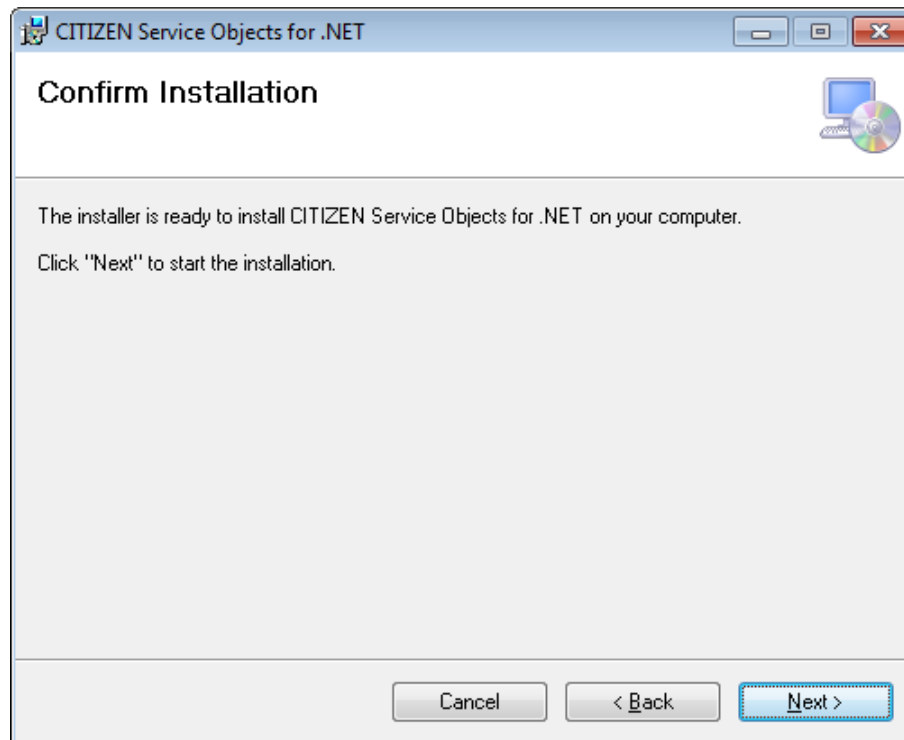 CITIZEN Service Objects for .NET
Confirm Installation
The installer is ready to install CITIZEN Service Objects for .NET on your computer.
Click "Next" to start the installation.
Cancel
< Back
Next >